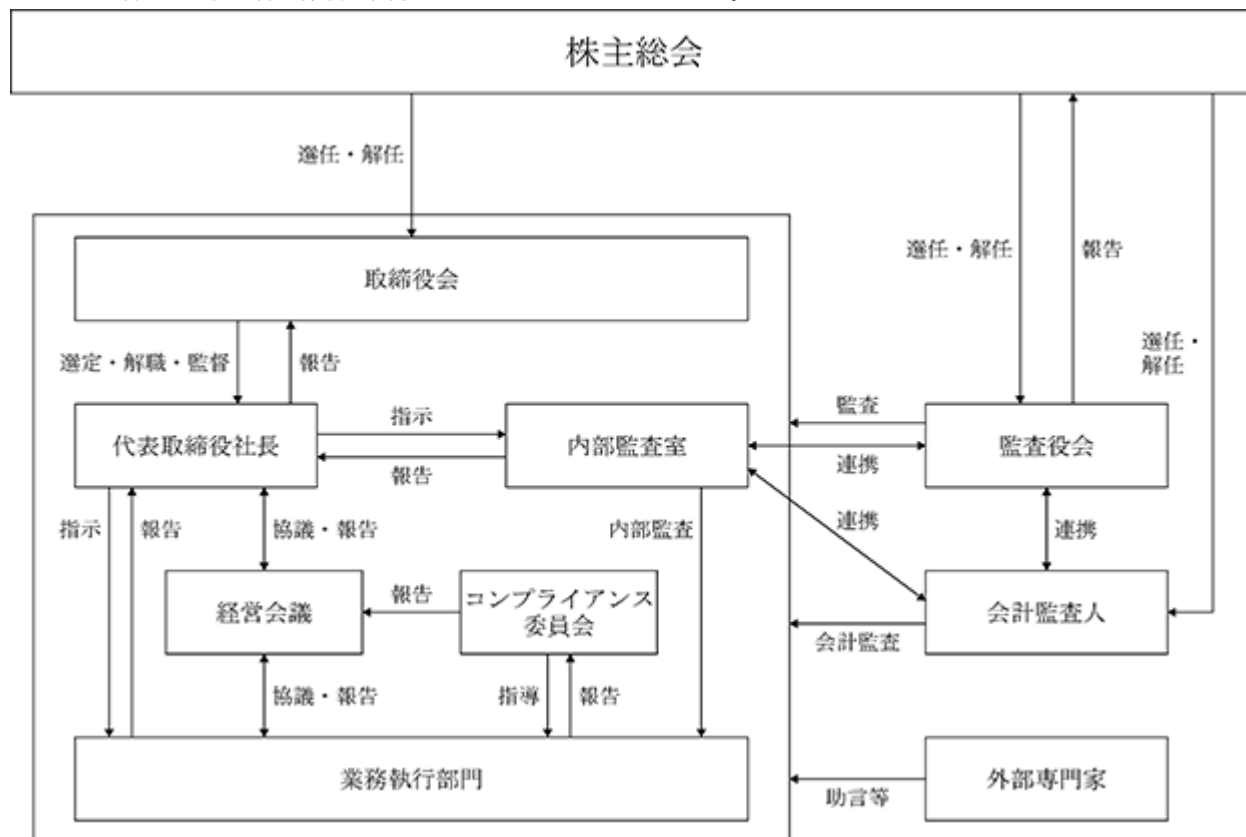 株主総会
選任・解任
選任・解任
報告
選任・
解任
取締役会
選定・解職・監督
報告
代表取締役社長
指示
報告
内部監査室
監査
連携
監査役会
指示
報告
協議・報告
内部監査
連携
連携
経営会議
報告
コンプライアンス
委員会
会計監査人
会計監査
協議・報告
指導
報告
業務執行部門
助言等
外部専門家